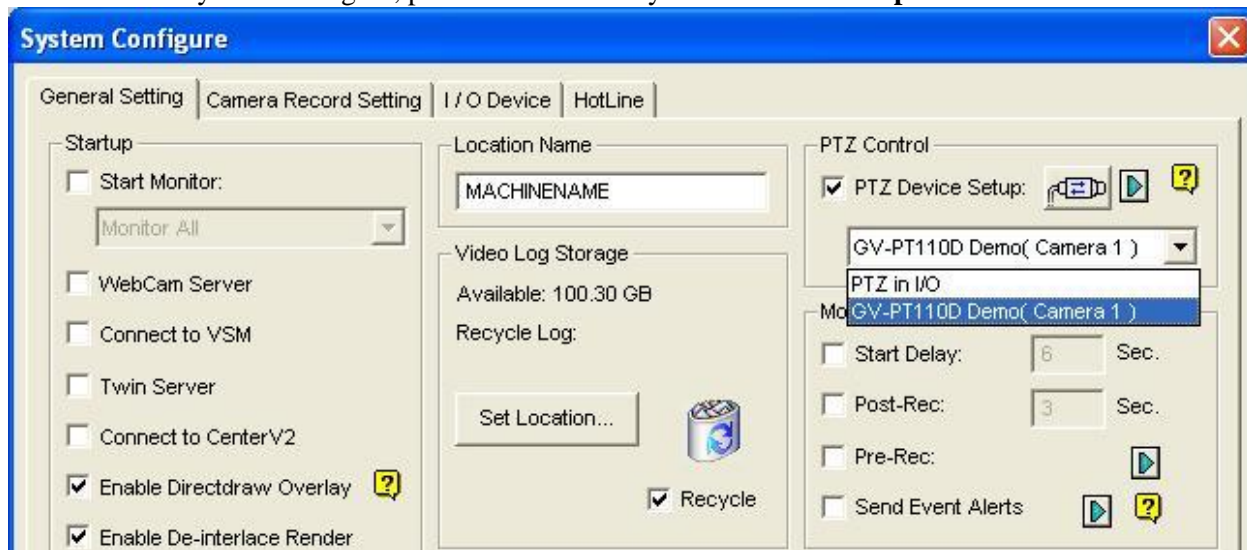 System Configure
General Setting
Camera Record Setting
I / O Device
HotLine
Startup
Start Monitor:
Monitor All
WebCam Server
Connect to VSM
Twin Server
Connect to CenterV2
Enable Directdraw Overlay
Enable De-interlace Render
Location Name
MACHINENAME
Video Log Storage
Available: 100.30 GB
Recycle Log:
Set Location...
Recycle
PTZ Control
PTZ Device Setup:
GV-PT110D Demo( Camera 1 )
PTZ in I/O
GV-PT110D Demo( Camera 1 )
Mo
Start Delay: 6 Sec.
Post-Rec: 3 Sec.
Pre-Rec:
Send Event Alerts